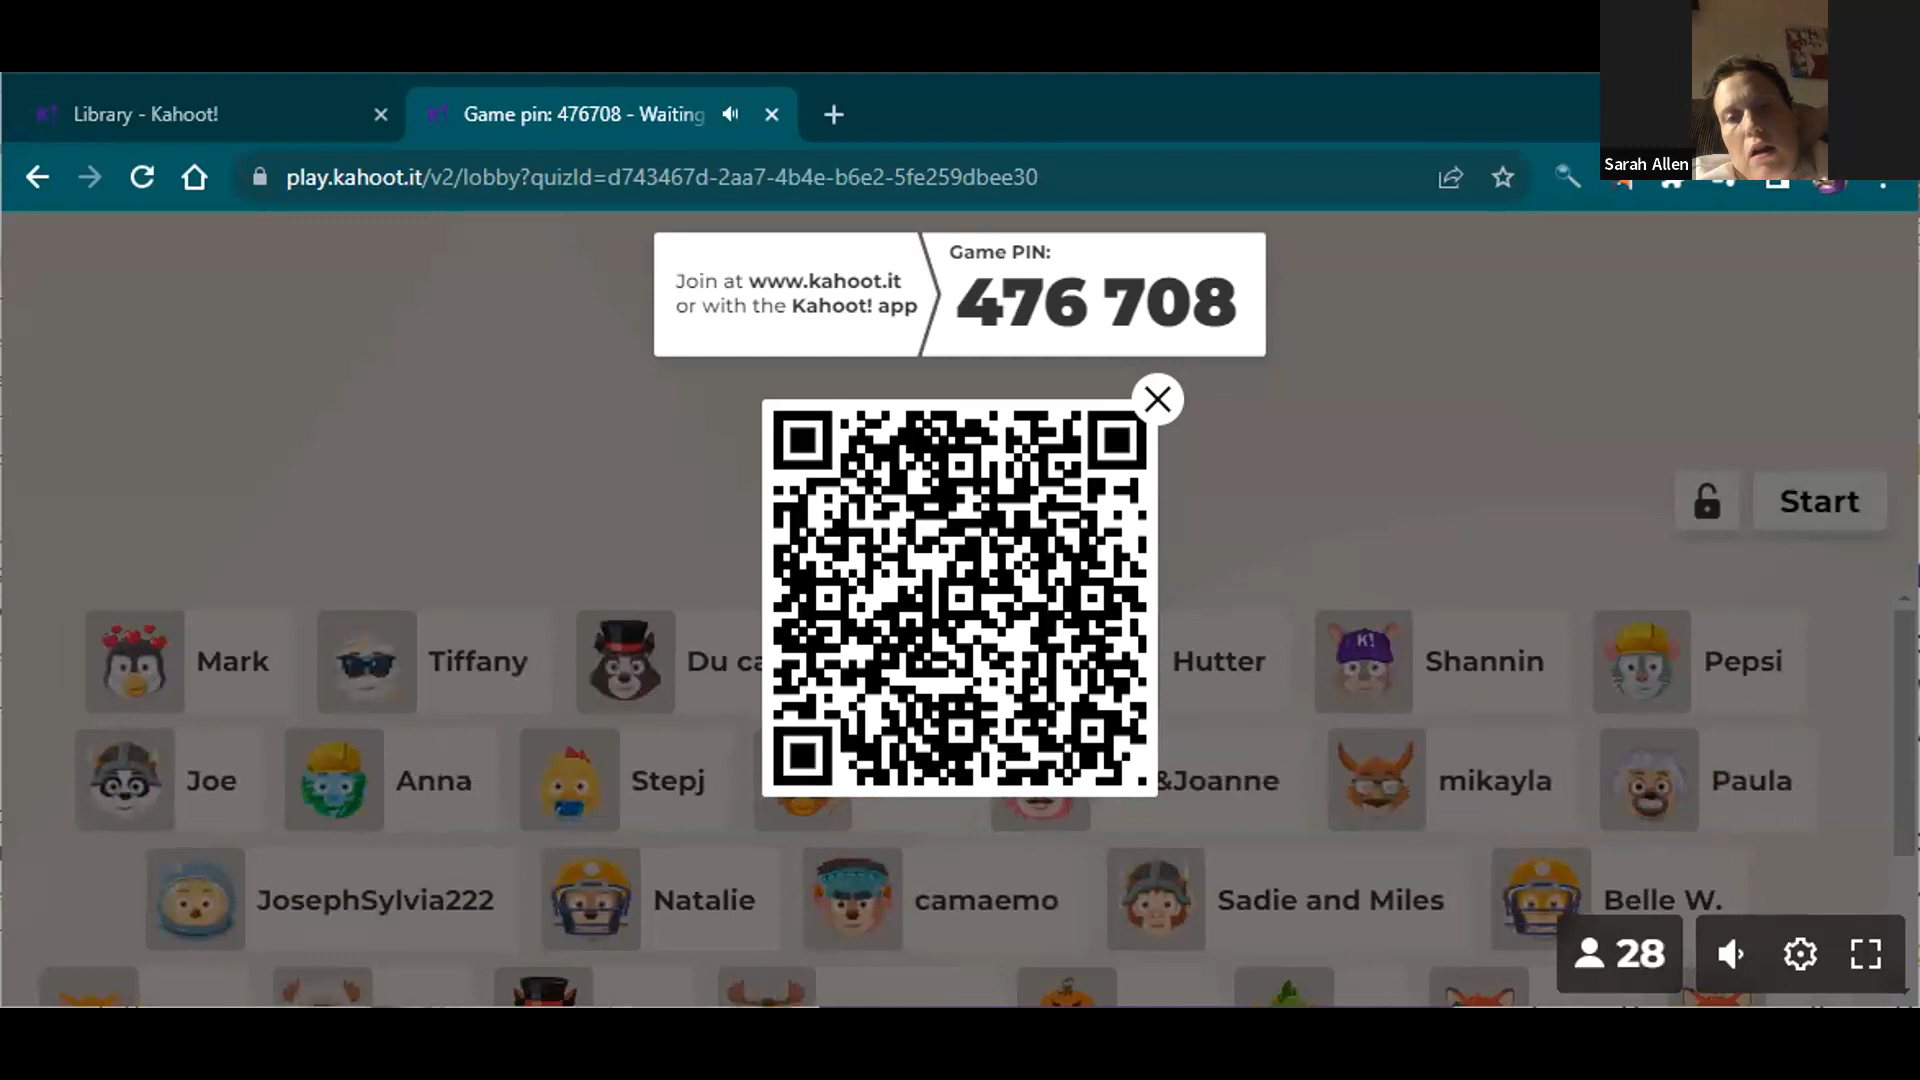 Library - Kahoot!
Game pin: 476708 - Waiting
Sarah Allen
play.kahoot.it/v2/lobby?quizId=d743467d-2aa7-4b4e-b6e2-5fe259dbee30
Game PIN:
Join at www.kahoot.it
or with the Kahoot! app
476 708
Start
Mark
Tiffany
Du ca
Hutter
K!
Shannin
Pepsi
Joe
Anna
Stepj
&Joanne
mikayla
Paula
JosephSylvia222
Natalie
camaemo
Sadie and Miles
Belle W.
28